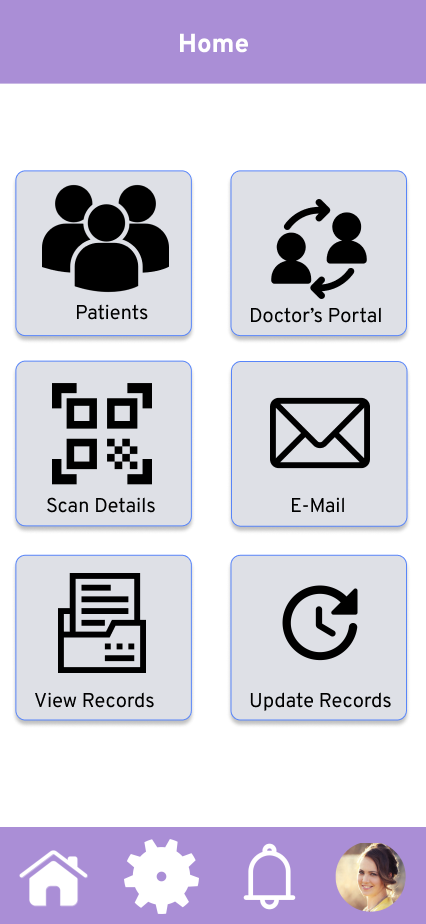 Home
Patients
Doctor's Portal
Scan Details
E-Mail
View Records
Update Records